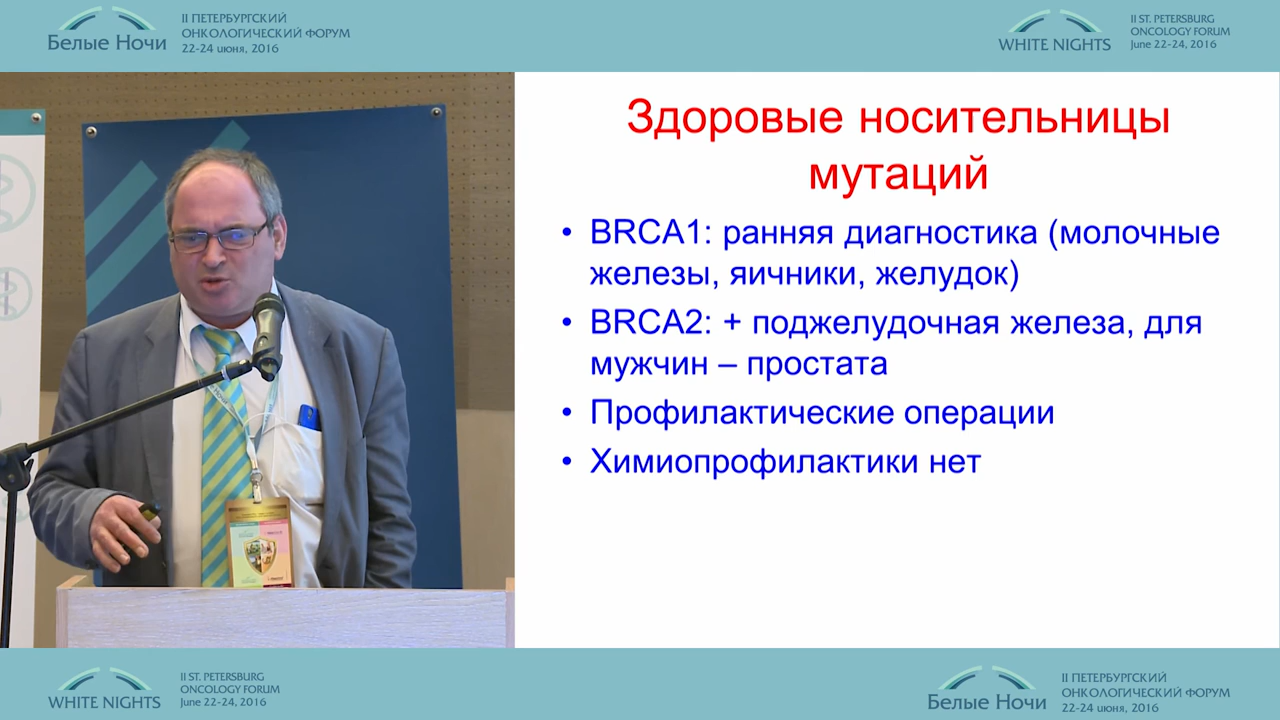 Белые Ночи
II ПЕТЕРБУРГСКИЙ
ОНКОЛОГИЧЕСКИЙ ФОРУМ
22-24 июня, 2016
WHITE NIGHTS
II ST. PETERSBURG
ONCOLOGY FORUM
June 22-24, 2016
Здоровые носительницы
мутаций
• BRCA1: ранняя диагностика (молочные
железы, яичники, желудок)
• BRCA2: + поджелудочная железа, для
мужчин – простата
• Профилактические операции
• Химиопрофилактики нет
WHITE NIGHTS
II ST. PETERSBURG
ONCOLOGY FORUM
June 22-24, 2016
Белые Ночи
II ПЕТЕРБУРГСКИЙ
ОНКОЛОГИЧЕСКИЙ ФОРУМ
22-24 июня, 2016